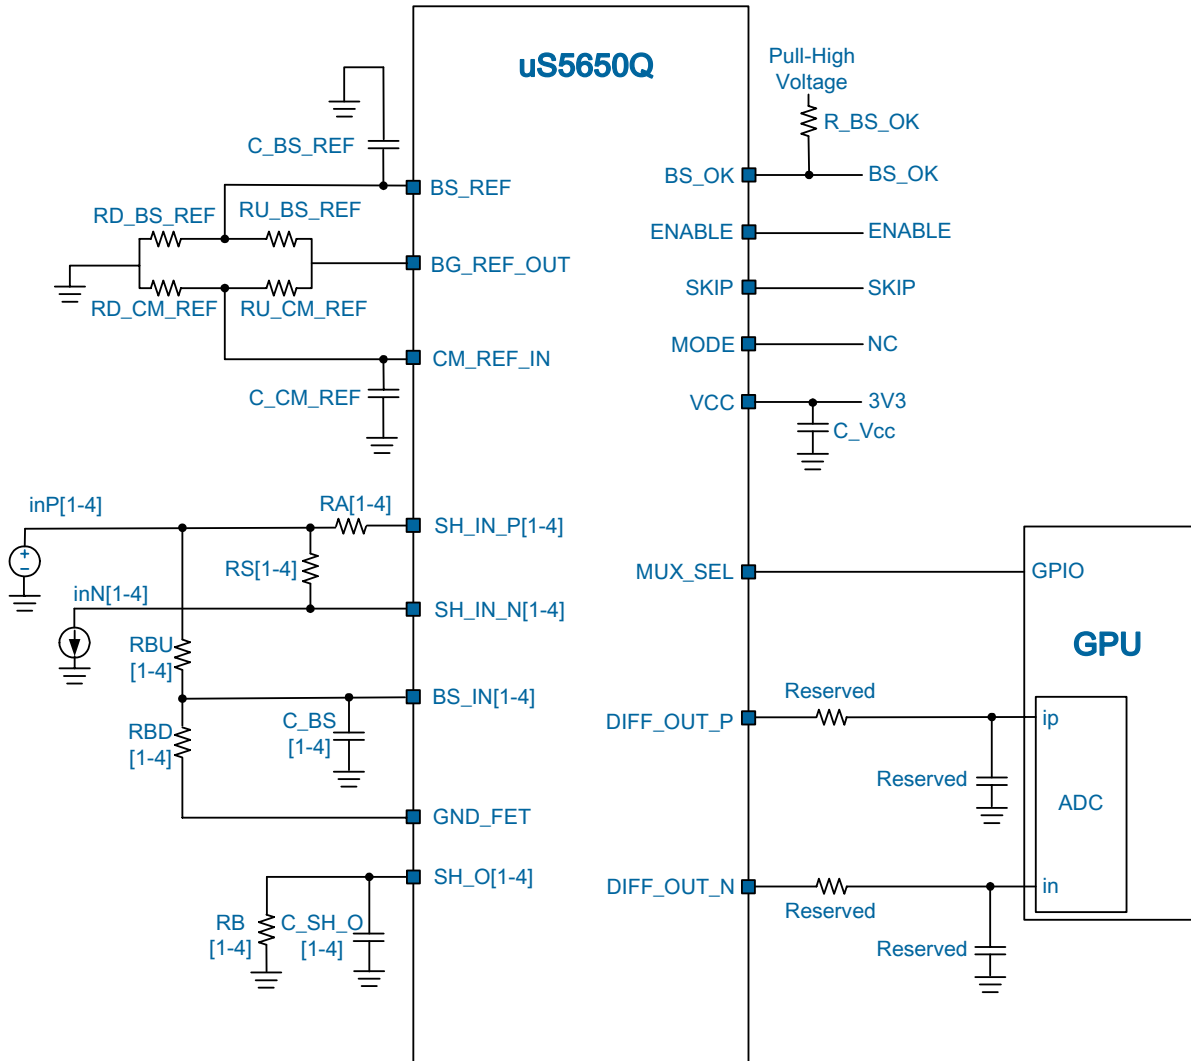 uS5650Q
Pull-High
Voltage
R_BS_OK
C_BS_REF
BS_REF
BS_OK
BS_OK
RD_BS_REF
RU_BS_REF
ENABLE
ENABLE
BG_REF_OUT
SKIP
SKIP
RD_CM_REF
RU_CM_REF
MODE
NC
CM_REF_IN
C_CM_REF
VCC
3V3
C_Vcc
inP[1-4]
RA[1-4]
SH_IN_P[1-4]
RS[1-4]
MUX_SEL
GPIO
inN[1-4]
SH_IN_N[1-4]
GPU
RBU
[1-4]
BS_IN[1-4]
Reserved
C_BS
[1-4]
DIFF_OUT_P
ip
RBD
[1-4]
Reserved
ADC
GND_FET
SH_O[1-4]
DIFF_OUT_N
in
Reserved
RB
[1-4]
C_SH_O
[1-4]
Reserved